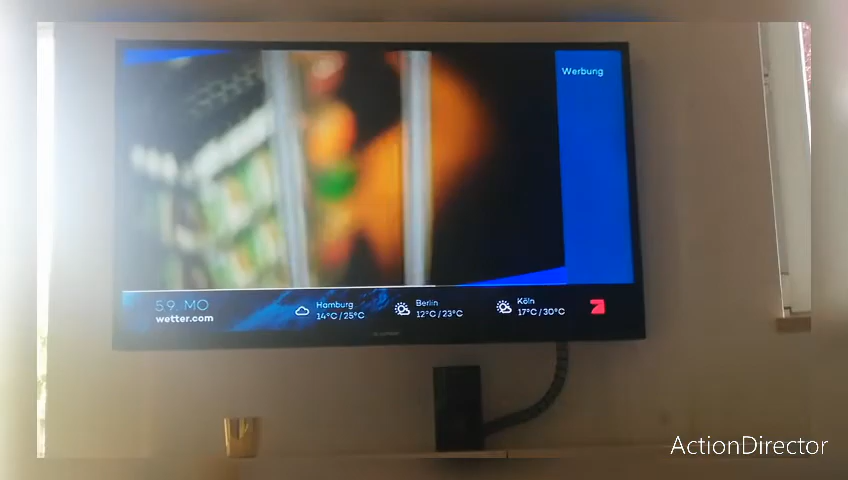 Werbung
5.9. MO
wetter.com
Hamburg
14°C/25°C
Berlin
12°C/23°C
Köln
17°C/30°C
ActionDirector